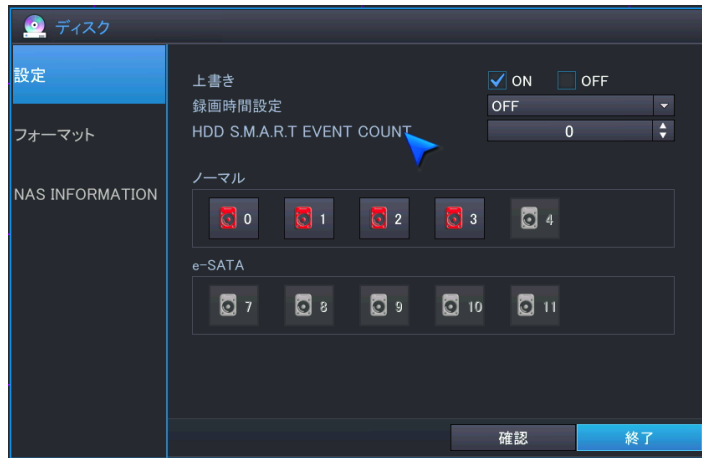 ディスク
設定
フォーマット
NAS INFORMATION
上書き ON OFF
録画時間設定 OFF
HDD S.M.A.R.T EVENT COUNT 0
ノーマル
0 1 2 3 4
e-SATA
7 8 9 10 11
確認 終了